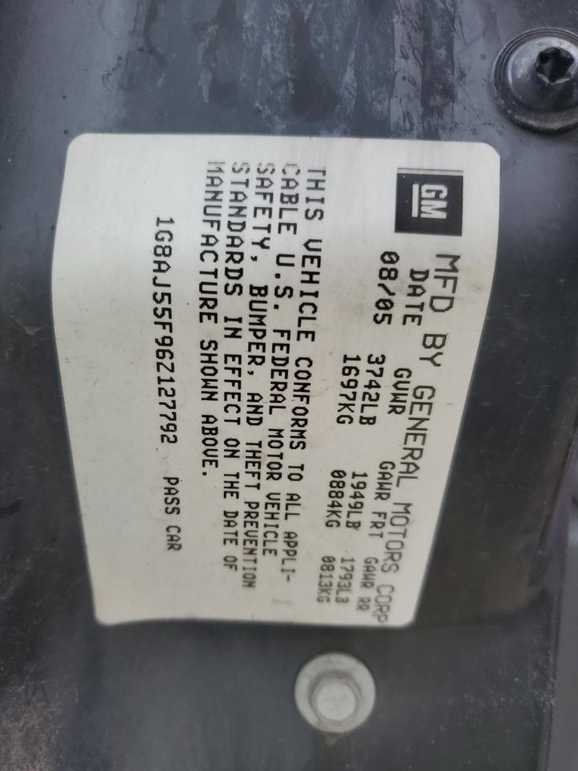 GM MFD BY GENERAL MOTORS CORP
DATE GVWR GAWR FRT GAWR RR
08/05 3742LB 1949LB 1793LB
1697KG 0884KG 0813KG
THIS VEHICLE CONFORMS TO ALL APPLI-
CABLE U.S. FEDERAL MOTOR VEHICLE
SAFETY, BUMPER, AND THEFT PREVENTION
STANDARDS IN EFFECT ON THE DATE OF
MANUFACTURE SHOWN ABOVE.
1G8AJ55F96Z127792 PASS CAR